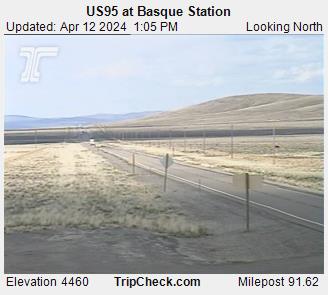 US95 at Basque Station
Updated: Apr 12 2024 1:05 PM Looking North
Elevation 4460 TripCheck.com Milepost 91.62